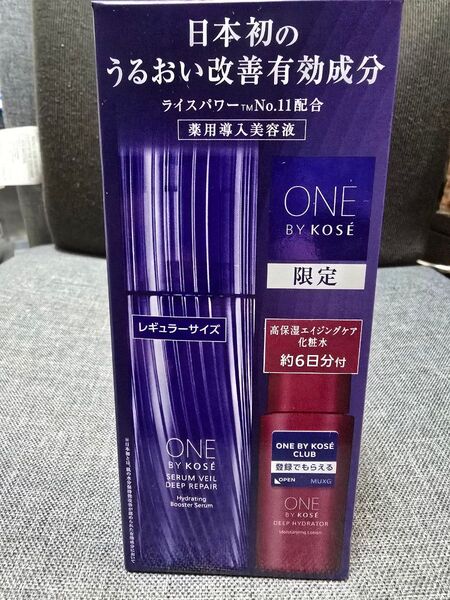 日本初の
うるおい改善有効成分
ライスパワー™No.11配合
薬用導入美容液
ONE
BY KOSÉ
限定
レギュラーサイズ
高保湿エイジングケア
化粧水
約6日分付
ONE
BY KOSÉ
SERUM VEIL
DEEP REPAIR
Hydrating
Booster Serum
ONE BY KOSÉ
CLUB
登録でもらえる
OPEN MUXG
ONE
BY KOSÉ
DEEP HYDRATOR
Moisturizing Lotion